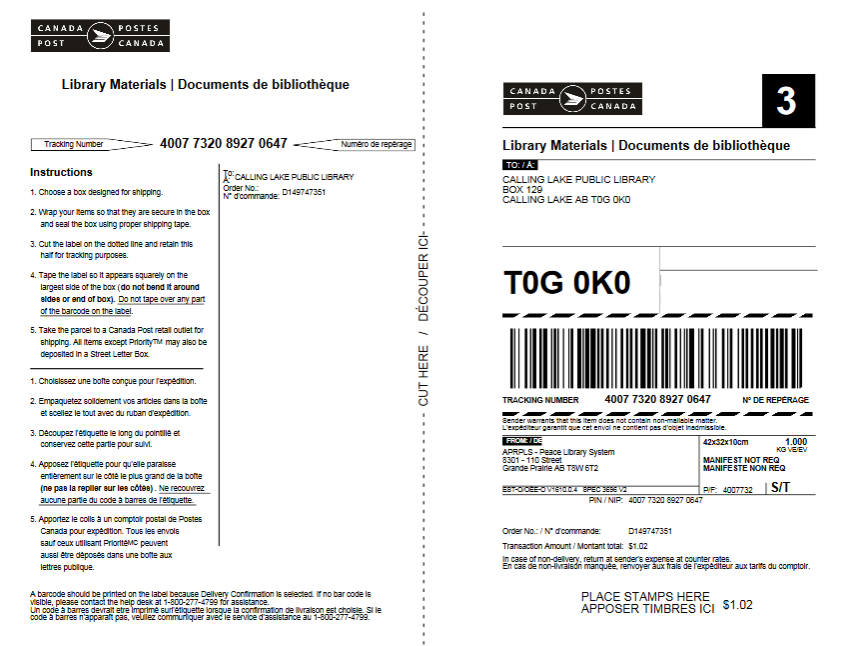 CANADA POSTES
POST CANADA
Library Materials | Documents de bibliothèque
Tracking Number 4007 7320 8927 0647 Numéro de repérage
Instructions
1. Choose a box designed for shipping.
2. Wrap your items so that they are secure in the box
and seal the box using proper shipping tape.
3. Cut the label on the dotted line and retain this
half for tracking purposes.
4. Tape the label so it appears squarely on the
largest side of the box (do not bend it around
sides or end of box). Do not tape over any part
of the barcode on the label.
5. Take the parcel to a Canada Post retail outlet for
shipping. All items except Priority™ may also be
deposited in a Street Letter Box.
1. Choisissez une boîte conçue pour l'expédition.
2. Empaquetez solidement vos articles dans la boîte
et scellez le tout avec du ruban d'expédition.
3. Découpez l'étiquette le long du pointillé et
conservez cette partie pour suivi.
4. Apposez l'étiquette pour qu'elle paraisse
entièrement sur le côté le plus grand de la boîte
(ne pas la replier sur les côtés) . Ne recouvrez
aucune partie du code à barres de l'étiquette.
5. Apportez le colis à un comptoir postal de Postes
Canada pour expédition. Tous les envois
sauf ceux utilisant PrioritéMC peuvent
aussi être déposés dans une boîte aux
lettres publique.
To:
À: CALLING LAKE PUBLIC LIBRARY
Order No.:
N° d'commande: D149747351
A barcode should be printed on the label because Delivery Confirmation is selected. If no bar code is
visible, please contact the help desk at 1-800-277-4799 for assistance.
Un code à barres devrait etre imprimé sur l'étiquette lorsque la confirmation de livraison est choisie. Si le
code à barres n'apparaît pas, veuillez communiquer avec le service d'assistance au 1-800-277-4799.
CUT HERE / DÉCOUPER ICI
CANADA POSTES
POST CANADA
3
Library Materials | Documents de bibliothèque
TO: / À:
CALLING LAKE PUBLIC LIBRARY
BOX 129
CALLING LAKE AB T0G 0K0
T0G 0K0
TRACKING NUMBER 4007 7320 8927 0647 N° DE REPÉRAGE
Sender warrants that this item does not contain non-mailable matter.
L'expéditeur garantit que cet envoi ne contient pas d'objet inadmissible.
FROM: / DE
APRPLS - Peace Library System
8301 - 110 Street
Grande Prairie AB T8W 6T2
42x32x10cm 1.000
KG VE/EV
MANIFEST NOT REQ
MANIFESTE NON REQ
EST-O/OEE-O V1610.0.4 SPEC 3696 V2
P/F: 4007732 S/T
PIN / NIP: 4007 7320 8927 0647
Order No.: / N° d'commande: D149747351
Transaction Amount / Montant total: $1.02
In case of non-delivery, return at sender's expense at counter rates.
En cas de non-livraison manquée, renvoyer aux frais de l'expéditeur aux tarifs du comptoir.
PLACE STAMPS HERE
APPOSER TIMBRES ICI $1.02